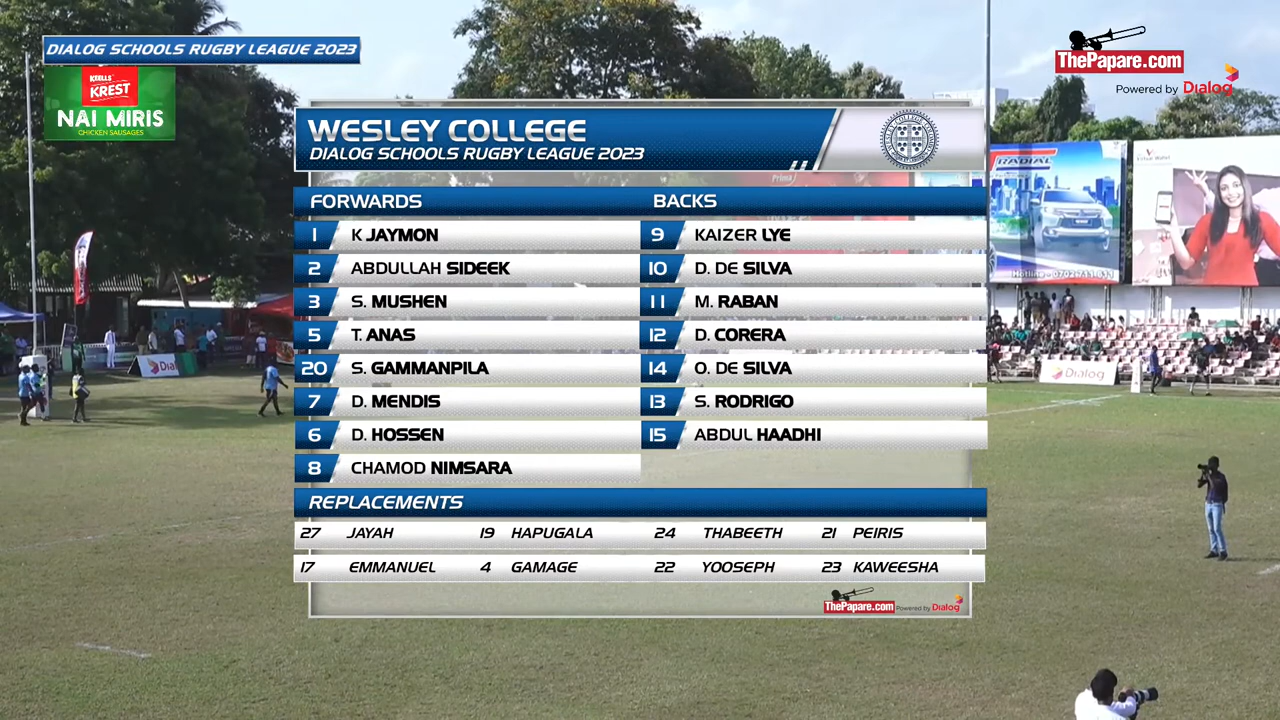 DIALOG SCHOOLS RUGBY LEAGUE 2023
KEELLS
KREST
NAI MIRIS
CHICKEN SAUSAGES
ThePapare.com
Powered by Dialog
WESLEY COLLEGE
DIALOG SCHOOLS RUGBY LEAGUE 2023
FORWARDS BACKS
1 K JAYMON 9 KAIZER LYE
2 ABDULLAH SIDEEK 10 D. DE SILVA
3 S. MUSHEN 11 M. RABAN
5 T. ANAS 12 D. CORERA
20 S. GAMMANPILA 14 O. DE SILVA
7 D. MENDIS 13 S. RODRIGO
6 D. HOSSEN 15 ABDUL HAADHI
8 CHAMOD NIMSARA
REPLACEMENTS
27 JAYAH 19 HAPUGALA 24 THABEETH 21 PEIRIS
17 EMMANUEL 4 GAMAGE 22 YOOSEPH 23 KAWEESHA
ThePapare.com Powered by Dialog
RADIAL
Dialog